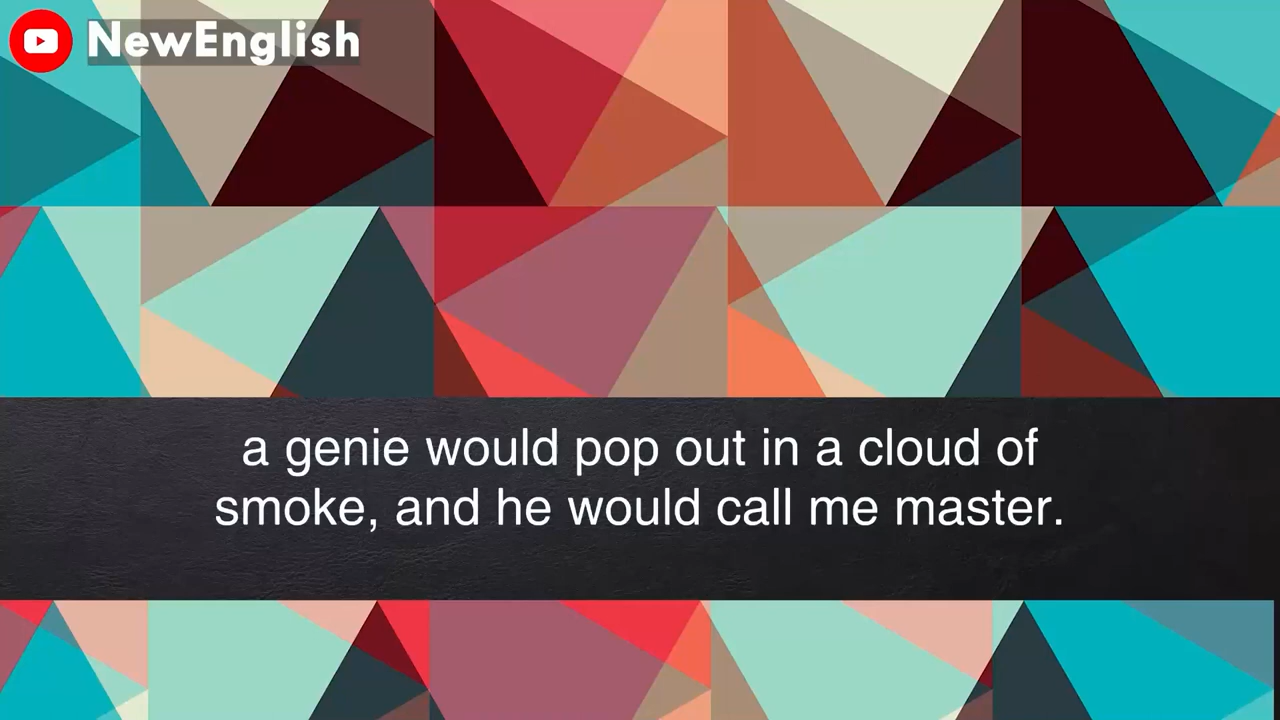 NewEnglish
a genie would pop out in a cloud of
smoke, and he would call me master.